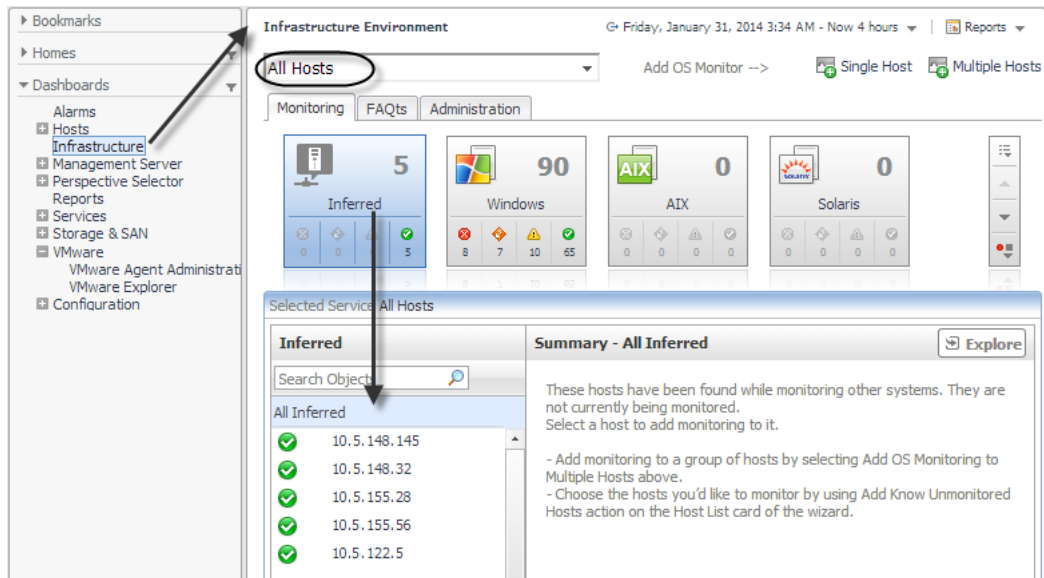 Bookmarks
Homes
Dashboards
Alarms
Hosts
Infrastructure
Management Server
Perspective Selector
Reports
Services
Storage & SAN
VMware
VMware Agent Administrati
VMware Explorer
Configuration
Infrastructure Environment
Friday, January 31, 2014 3:34 AM - Now 4 hours
Reports
All Hosts
Add OS Monitor -->
Single Host
Multiple Hosts
Monitoring
FAQts
Administration
5
Inferred
0 0 5
90
Windows
8 7 10 65
AIX
0
AIX
0 0 0 0
SOLARIS
0
Solaris
0 0 0 0
Selected Service All Hosts
Inferred
Search Objects
All Inferred
10.5.148.145
10.5.148.32
10.5.155.28
10.5.155.56
10.5.122.5
Summary - All Inferred
Explore
These hosts have been found while monitoring other systems. They are
not currently being monitored.
Select a host to add monitoring to it.
- Add monitoring to a group of hosts by selecting Add OS Monitoring to
Multiple Hosts above.
- Choose the hosts you'd like to monitor by using Add Know Unmonitored
Hosts action on the Host List card of the wizard.